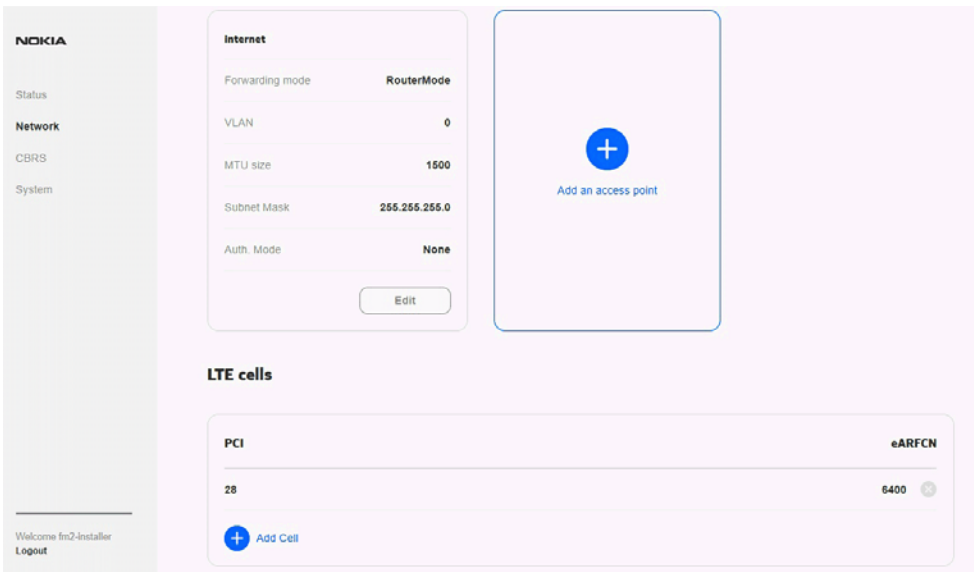 NOKIA
Status
Network
CBRS
System
Welcome fm2-installer
Logout
Internet
Forwarding mode RouterMode
VLAN 0
MTU size 1500
Subnet Mask 255.255.255.0
Auth. Mode None
Edit
Add an access point
LTE cells
PCI eARFCN
28 6400
Add Cell